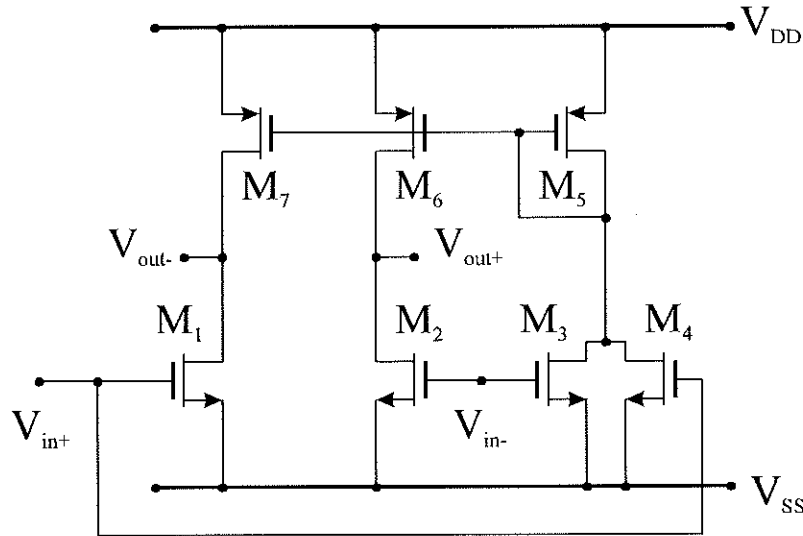 V_DD
M_7
M_6
M_5
V_out-
V_out+
M_1
M_2
M_3
M_4
V_in+
V_in-
V_SS